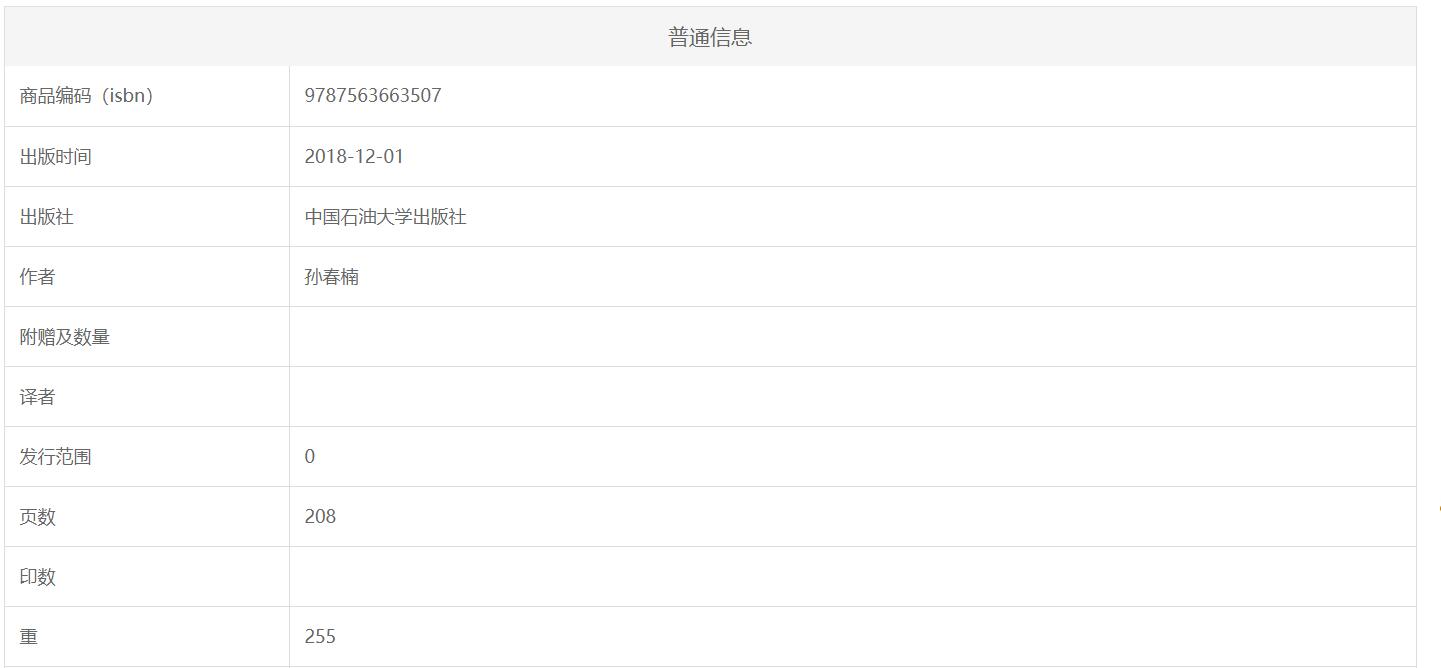 普通信息
商品编码（isbn） 9787563663507
出版时间 2018-12-01
出版社 中国石油大学出版社
作者 孙春楠
附赠及数量
译者
发行范围 0
页数 208
印数
重 255